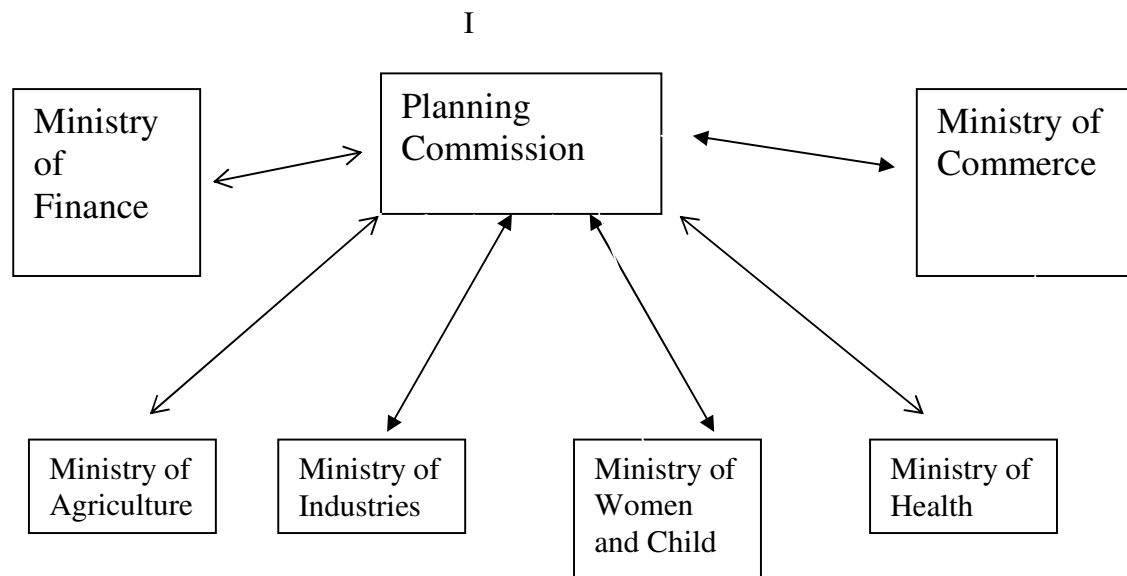 I
Planning
Commission
Ministry
of
Finance
Ministry of
Commerce
Ministry of
Agriculture
Ministry of
Industries
Ministry of
Women
and Child
Ministry of
Health